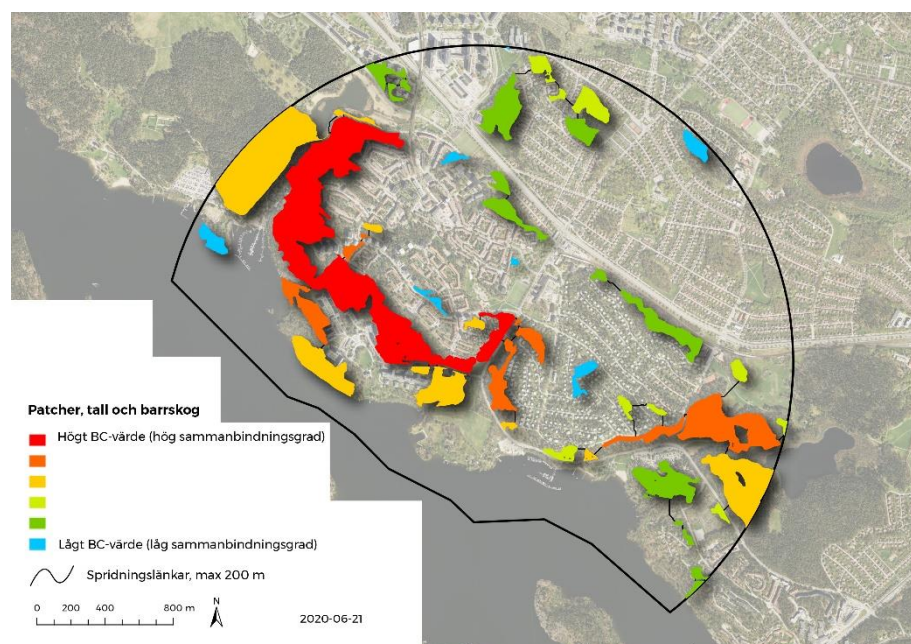 Patcher, tall och barrskog
Högt BC-värde (hög sammanbindningsgrad)
Lågt BC-värde (låg sammanbindningsgrad)
Spridningslänkar, max 200 m
0 200 400 800 m
N
2020-06-21